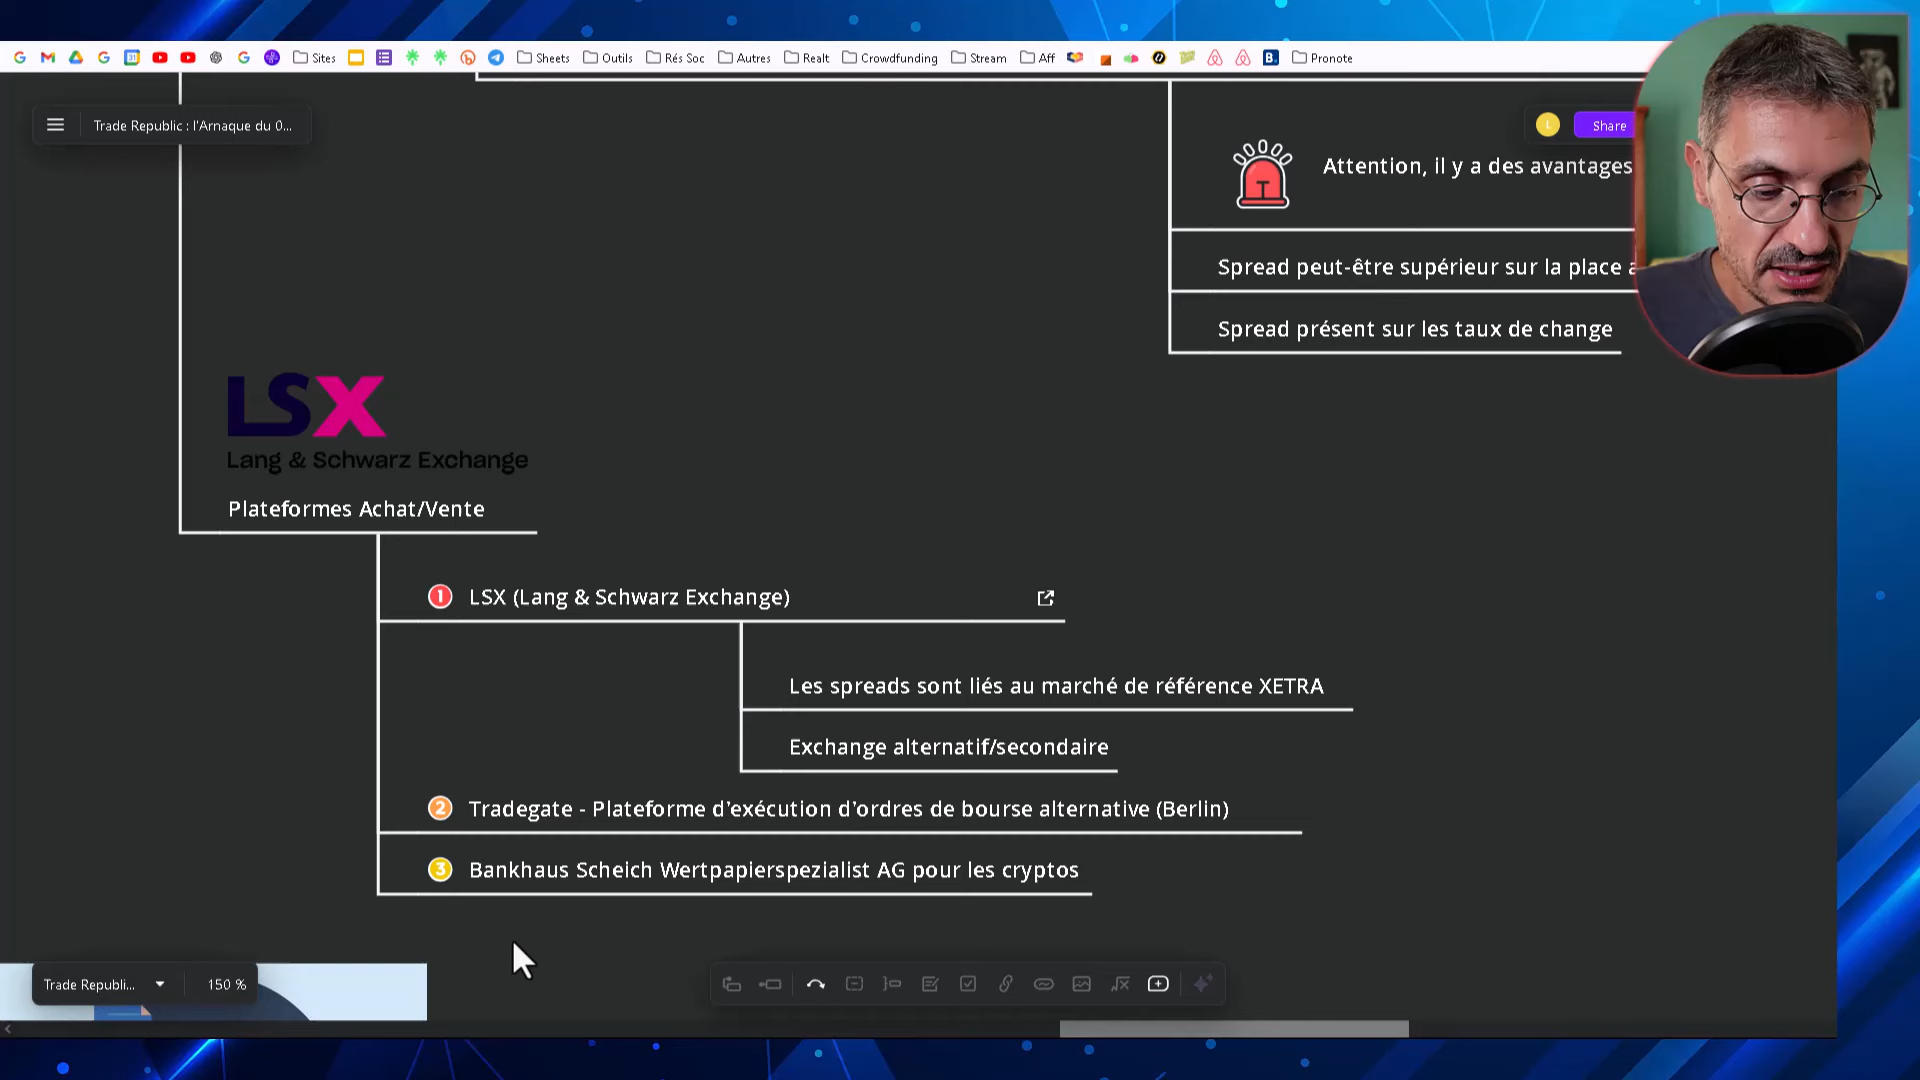 Sites
Sheets
Outils
Rés Soc
Autres
Realt
Crowdfunding
Stream
Aff
B.
Pronote
Trade Republic : l'Arnaque du 0...
L
Share
Attention, il y a des avantages
Spread peut-être supérieur sur la place a
Spread présent sur les taux de change
LSX
Lang & Schwarz Exchange
Plateformes Achat/Vente
1 LSX (Lang & Schwarz Exchange)
Les spreads sont liés au marché de référence XETRA
Exchange alternatif/secondaire
2 Tradegate - Plateforme d'exécution d'ordres de bourse alternative (Berlin)
3 Bankhaus Scheich Wertpapierspezialist AG pour les cryptos
Trade Republi...
150 %